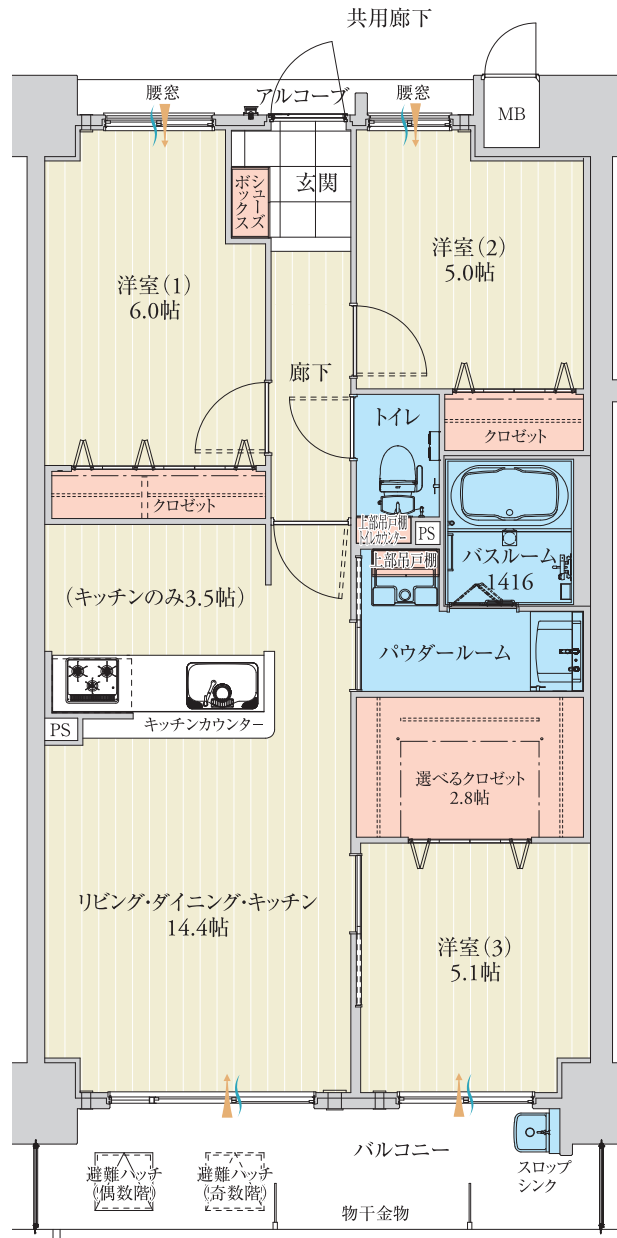 共用廊下
腰窓
アルコーブ
腰窓
MB
シューズ
ボックス
玄関
洋室(1)
6.0帖
洋室(2)
5.0帖
廊下
トイレ
クロゼット
クロゼット
上部吊戸棚
トイレカウンター
PS
上部吊戸棚
バスルーム
1416
(キッチンのみ3.5帖)
パウダールーム
キッチンカウンター
PS
選べるクロゼット
2.8帖
リビング・ダイニング・キッチン
14.4帖
洋室(3)
5.1帖
バルコニー
避難ハッチ
(偶数階)
避難ハッチ
(奇数階)
スロップ
シンク
物干金物